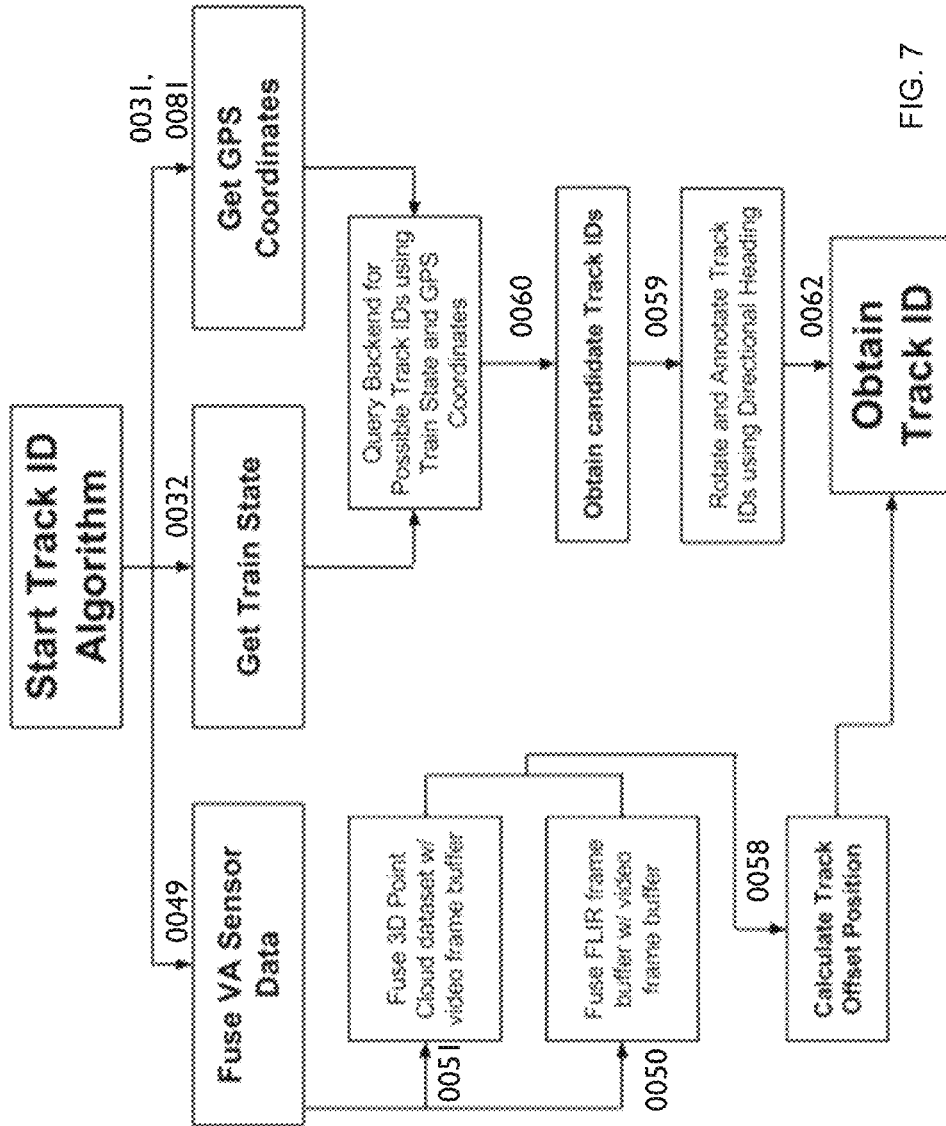 Start Track ID
Algorithm
0049
0032
0031,
0081
Fuse VA Sensor
Data
Get Train State
Get GPS
Coordinates
0051
Fuse 3D Point
Cloud dataset w/
video frame buffer
0050
Fuse FLIR frame
buffer w/ video
frame buffer
Query Backend for
Possible Track IDs using
Train State and GPS
Coordinates
0060
Obtain candidate Track IDs
0059
Rotate and Annotate Track
IDs using Directional Heading
0058
0062
Calculate Track
Offset Position
Obtain
Track ID
FIG. 7